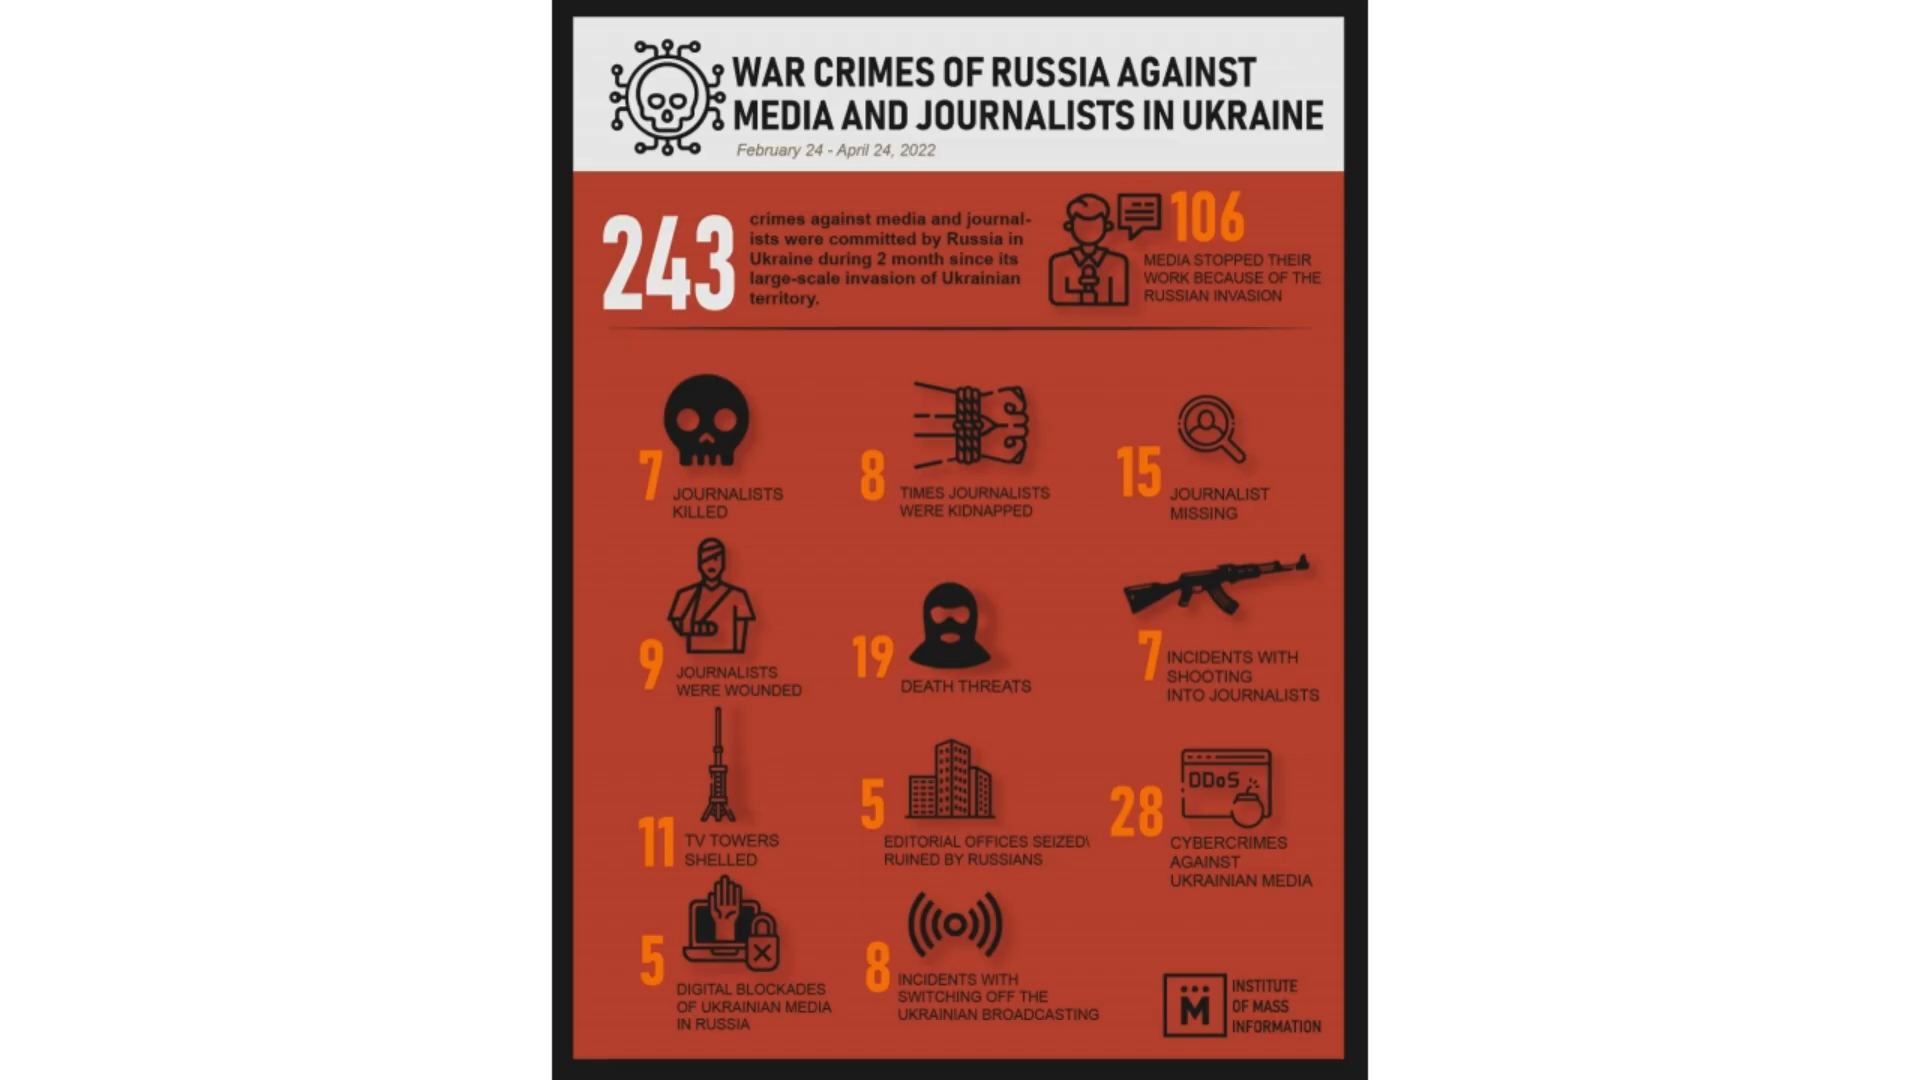 WAR CRIMES OF RUSSIA AGAINST
MEDIA AND JOURNALISTS IN UKRAINE
February 24 - April 24, 2022
243
crimes against media and journal-
ists were committed by Russia in
Ukraine during 2 month since its
large-scale invasion of Ukrainian
territory.
106
MEDIA STOPPED THEIR
WORK BECAUSE OF THE
RUSSIAN INVASION
7
JOURNALISTS
KILLED
8
TIMES JOURNALISTS
WERE KIDNAPPED
15
JOURNALIST
MISSING
9
JOURNALISTS
WERE WOUNDED
19
DEATH THREATS
7
INCIDENTS WITH
SHOOTING
INTO JOURNALISTS
11
TV TOWERS
SHELLED
5
EDITORIAL OFFICES SEIZED\
RUINED BY RUSSIANS
DDoS
28
CYBERCRIMES
AGAINST
UKRAINIAN MEDIA
5
DIGITAL BLOCKADES
OF UKRAINIAN MEDIA
IN RUSSIA
8
INCIDENTS WITH
SWITCHING OFF THE
UKRAINIAN BROADCASTING
M
INSTITUTE
OF MASS
INFORMATION